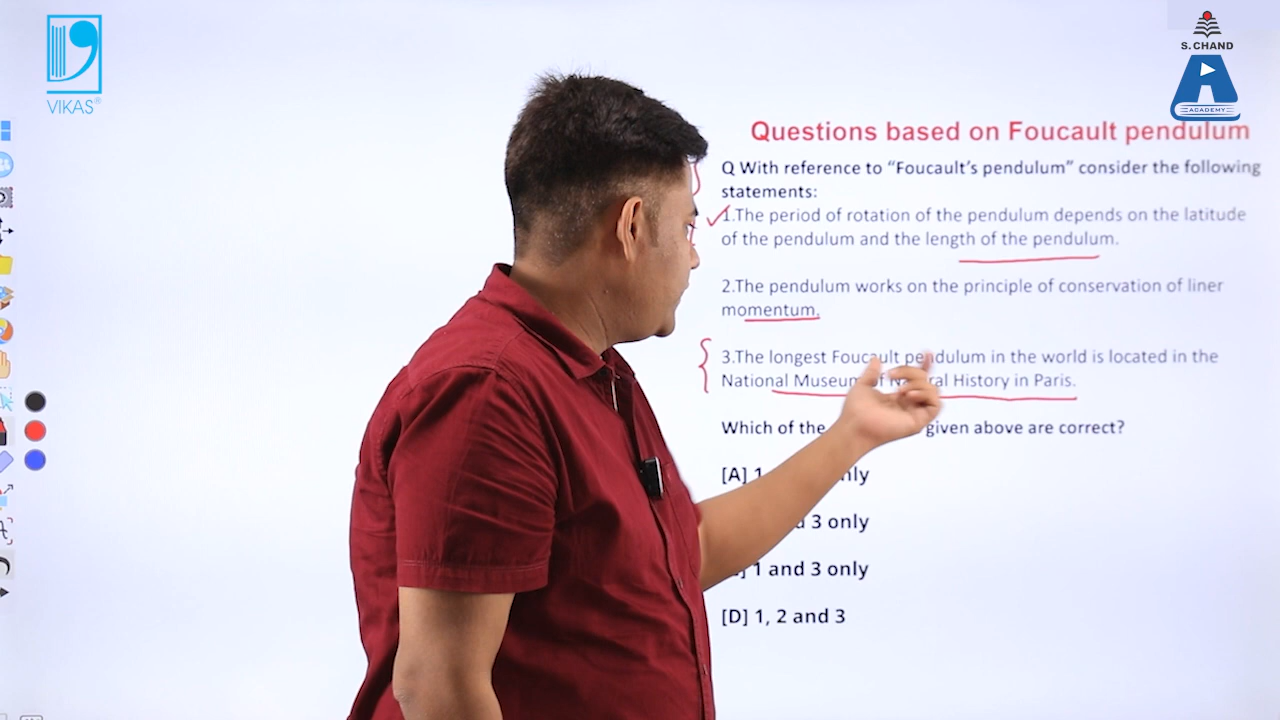 VIKAS®
S. CHAND
ACADEMY
Questions based on Foucault pendulum
Q With reference to “Foucault’s pendulum” consider the following
statements:
1.The period of rotation of the pendulum depends on the latitude
of the pendulum and the length of the pendulum.
2.The pendulum works on the principle of conservation of liner
momentum.
3.The longest Foucault pendulum in the world is located in the
National Museum of Natural History in Paris.
Which of the given above are correct?
[A] 1
3 only
1 and 3 only
[D] 1, 2 and 3